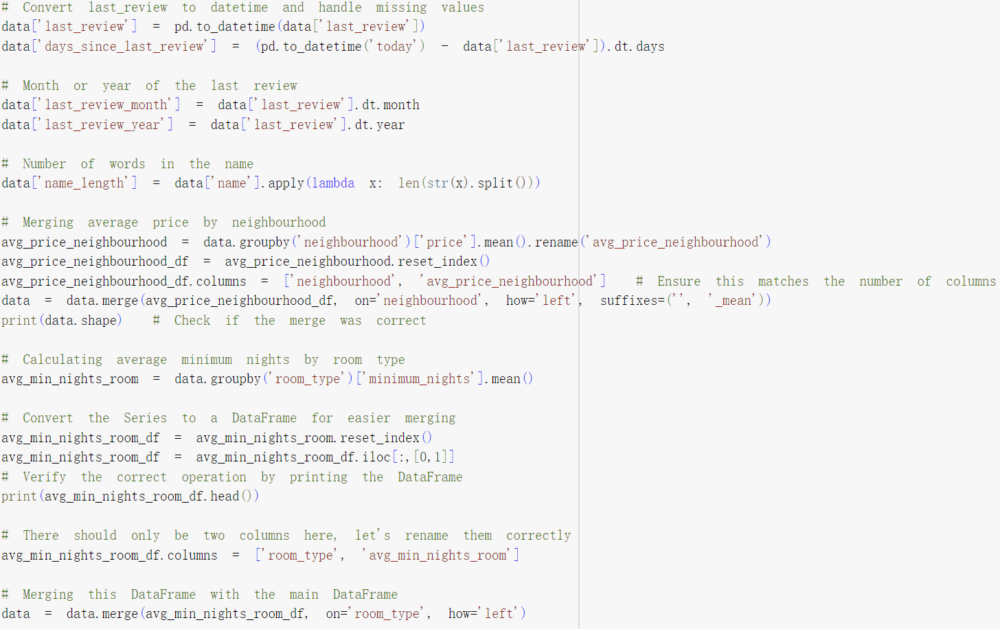 # Convert last_review to datetime and handle missing values
data['last_review'] = pd.to_datetime(data['last_review'])
data['days_since_last_review'] = (pd.to_datetime('today') - data['last_review']).dt.days

# Month or year of the last review
data['last_review_month'] = data['last_review'].dt.month
data['last_review_year'] = data['last_review'].dt.year

# Number of words in the name
data['name_length'] = data['name'].apply(lambda x: len(str(x).split()))

# Merging average price by neighbourhood
avg_price_neighbourhood = data.groupby('neighbourhood')['price'].mean().rename('avg_price_neighbourhood')
avg_price_neighbourhood_df = avg_price_neighbourhood.reset_index()
avg_price_neighbourhood_df.columns = ['neighbourhood', 'avg_price_neighbourhood']  # Ensure this matches the number of columns
data = data.merge(avg_price_neighbourhood_df, on='neighbourhood', how='left', suffixes=('', '_mean'))
print(data.shape)  # Check if the merge was correct

# Calculating average minimum nights by room type
avg_min_nights_room = data.groupby('room_type')['minimum_nights'].mean()

# Convert the Series to a DataFrame for easier merging
avg_min_nights_room_df = avg_min_nights_room.reset_index()
avg_min_nights_room_df = avg_min_nights_room_df.iloc[:,[0,1]]
# Verify the correct operation by printing the DataFrame
print(avg_min_nights_room_df.head())

# There should only be two columns here, let's rename them correctly
avg_min_nights_room_df.columns = ['room_type', 'avg_min_nights_room']

# Merging this DataFrame with the main DataFrame
data = data.merge(avg_min_nights_room_df, on='room_type', how='left')